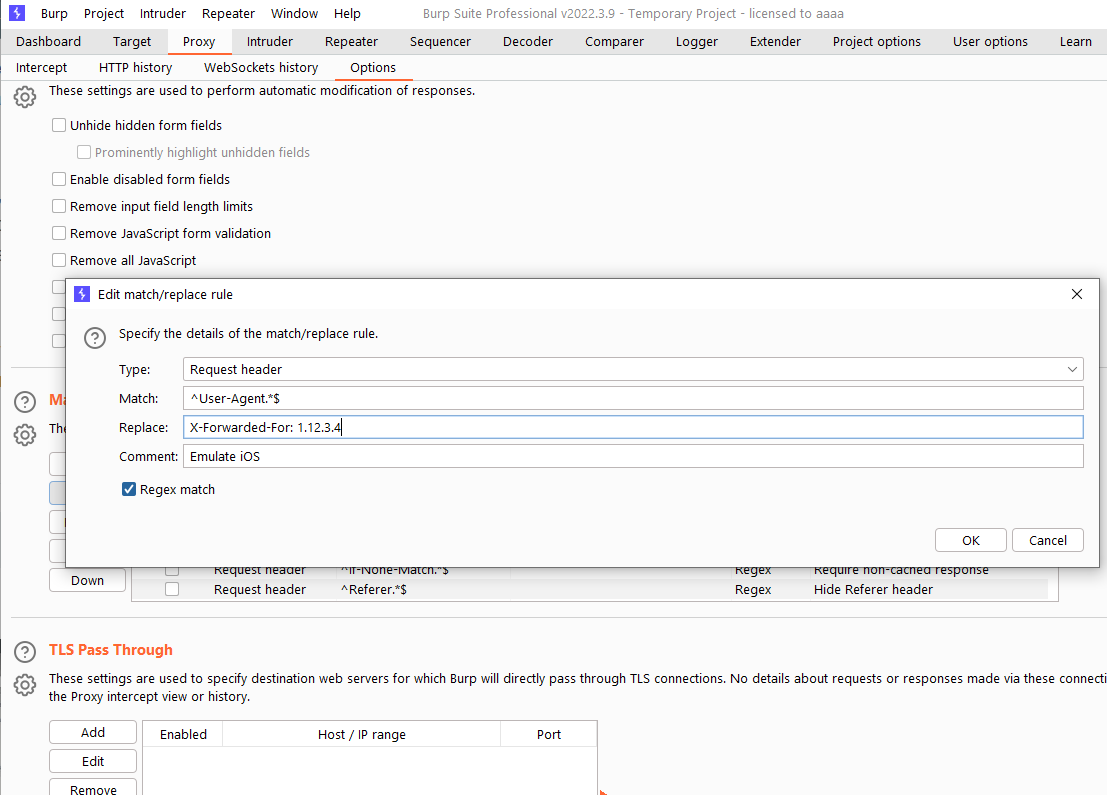 Burp Project Intruder Repeater Window Help Burp Suite Professional v2022.3.9 - Temporary Project - licensed to aaaa
Dashboard Target Proxy Intruder Repeater Sequencer Decoder Comparer Logger Extender Project options User options Learn
Intercept HTTP history WebSockets history Options
These settings are used to perform automatic modification of responses.
Unhide hidden form fields
Prominently highlight unhidden fields
Enable disabled form fields
Remove input field length limits
Remove JavaScript form validation
Remove all JavaScript
Edit match/replace rule
Specify the details of the match/replace rule.
Type: Request header
Match: ^User-Agent.*$
Replace: X-Forwarded-For: 1.12.3.4
Comment: Emulate iOS
Regex match
OK Cancel
Ma
The
Request header ^If-None-Match.*$ Regex Require non-cached response
Down Request header ^Referer.*$ Regex Hide Referer header
TLS Pass Through
These settings are used to specify destination web servers for which Burp will directly pass through TLS connections. No details about requests or responses made via these connecti
the Proxy intercept view or history.
Add Enabled Host / IP range Port
Edit
Remove